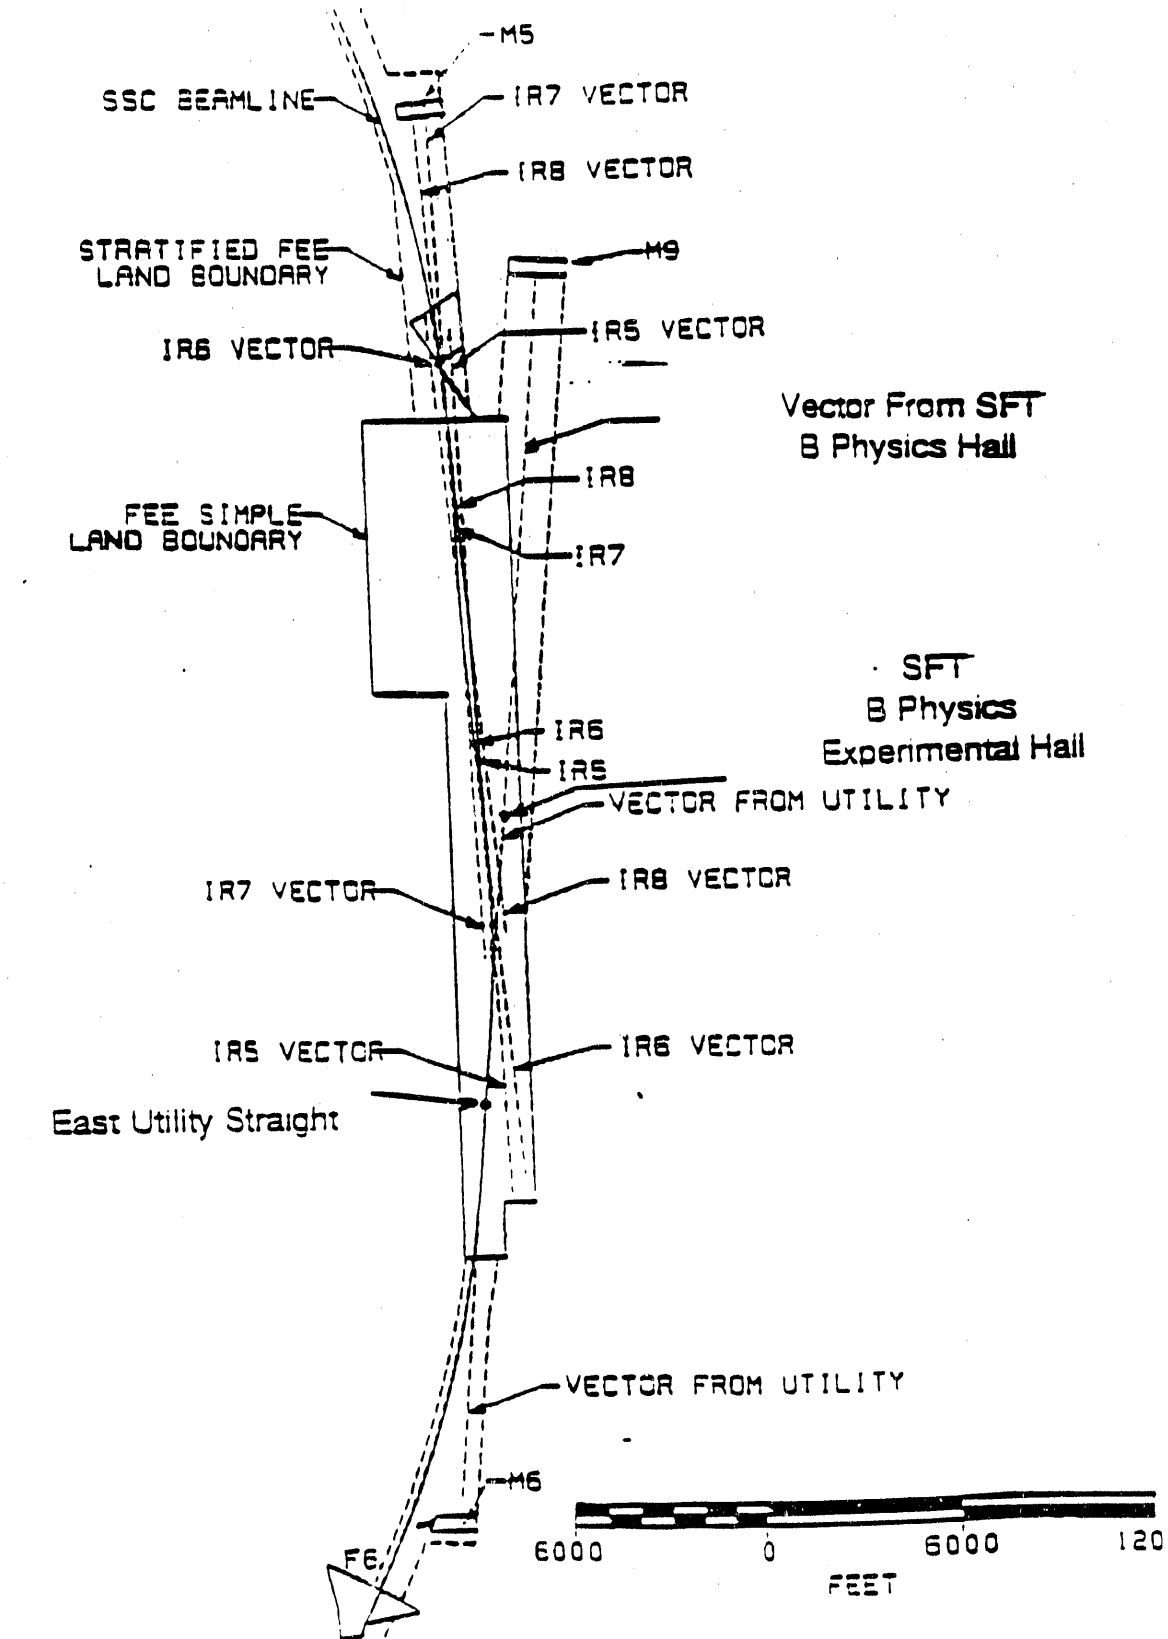 M5
SSC BEAMLINE
IR7 VECTOR
IR8 VECTOR
STRATIFIED FEE
LAND BOUNDARY
M9
IR6 VECTOR
IR5 VECTOR
Vector From SFT
B Physics Hall
IR8
FEE SIMPLE
LAND BOUNDARY
IR7
SFT
B Physics
Experimental Hall
IR6
IR5
VECTOR FROM UTILITY
IR7 VECTOR
IR8 VECTOR
IR5 VECTOR
IR6 VECTOR
East Utility Straight
VECTOR FROM UTILITY
M6
F6
6000 0 6000 120
FEET